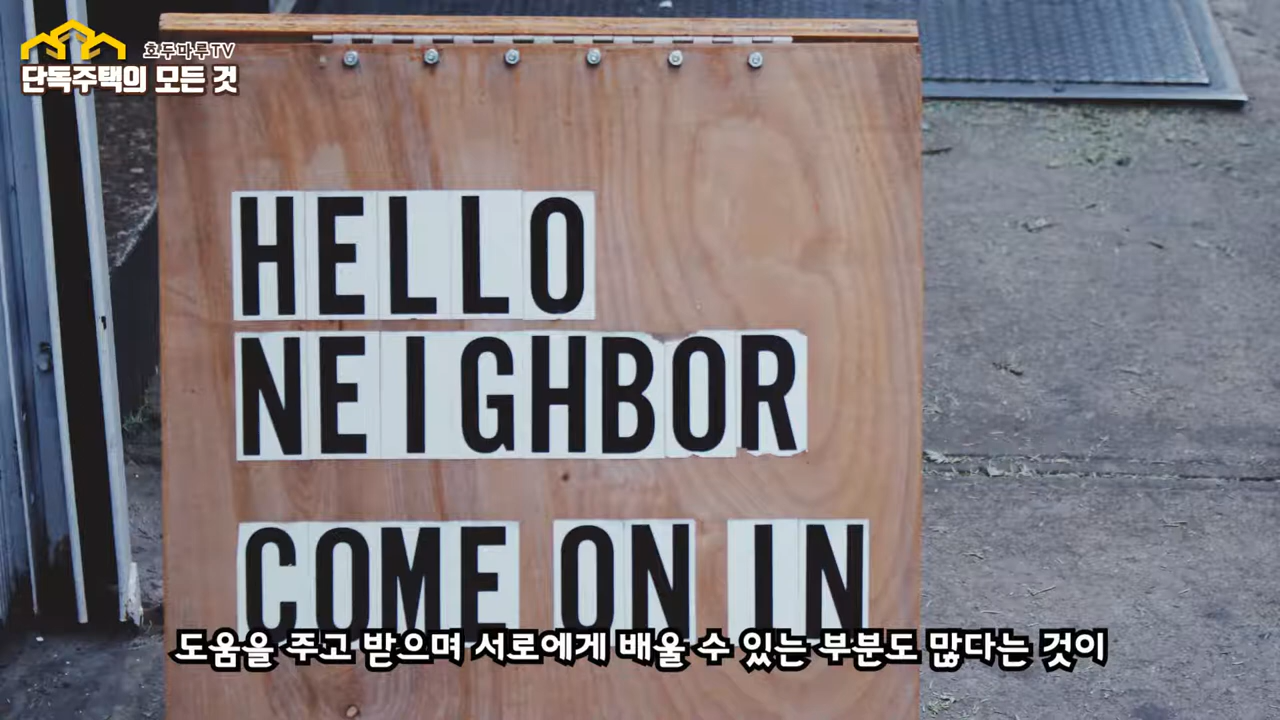 호두마루TV
단독주택의 모든 것
HELLO
NEIGHBOR
COME ON IN
도움을 주고 받으며 서로에게 배울 수 있는 부분도 많다는 것이